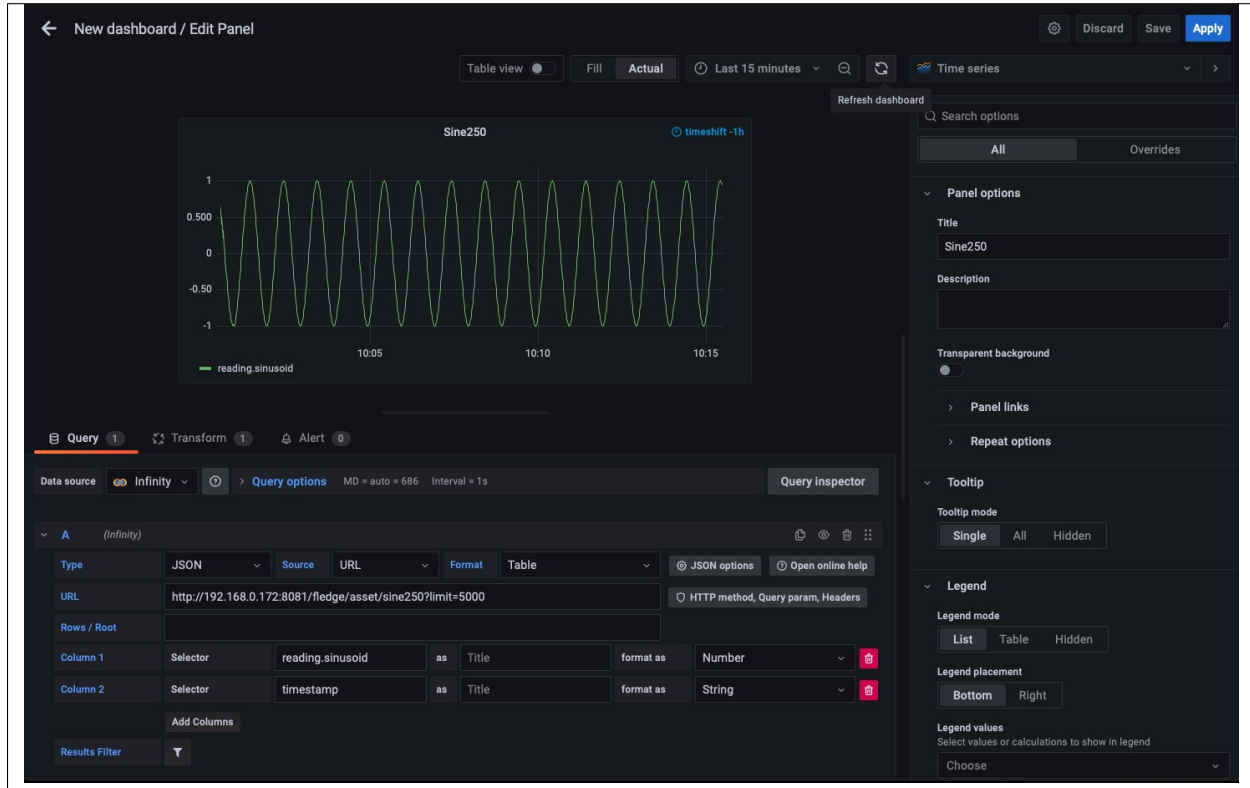 New dashboard / Edit Panel
Discard Save Apply
Table view Fill Actual Last 15 minutes
Time series
Refresh dashboard
Search options
All Overrides
Sine250 timeshift -1h
1
0.500
0
-0.50
-1
10:05 10:10 10:15
reading.sinusoid
Panel options
Title
Sine250
Description
Transparent background
Panel links
Repeat options
Query 1 Transform 1 Alert 0
Data source Infinity Query options MD = auto = 686 Interval = 1s Query inspector
A (Infinity)
Type JSON Source URL Format Table JSON options Open online help
URL http://192.168.0.172:8081/fledge/asset/sine250?limit=5000 HTTP method, Query param, Headers
Rows / Root
Column 1 Selector reading.sinusoid as Title format as Number
Column 2 Selector timestamp as Title format as String
Add Columns
Results Filter
Tooltip
Tooltip mode
Single All Hidden
Legend
Legend mode
List Table Hidden
Legend placement
Bottom Right
Legend values
Select values or calculations to show in legend
Choose